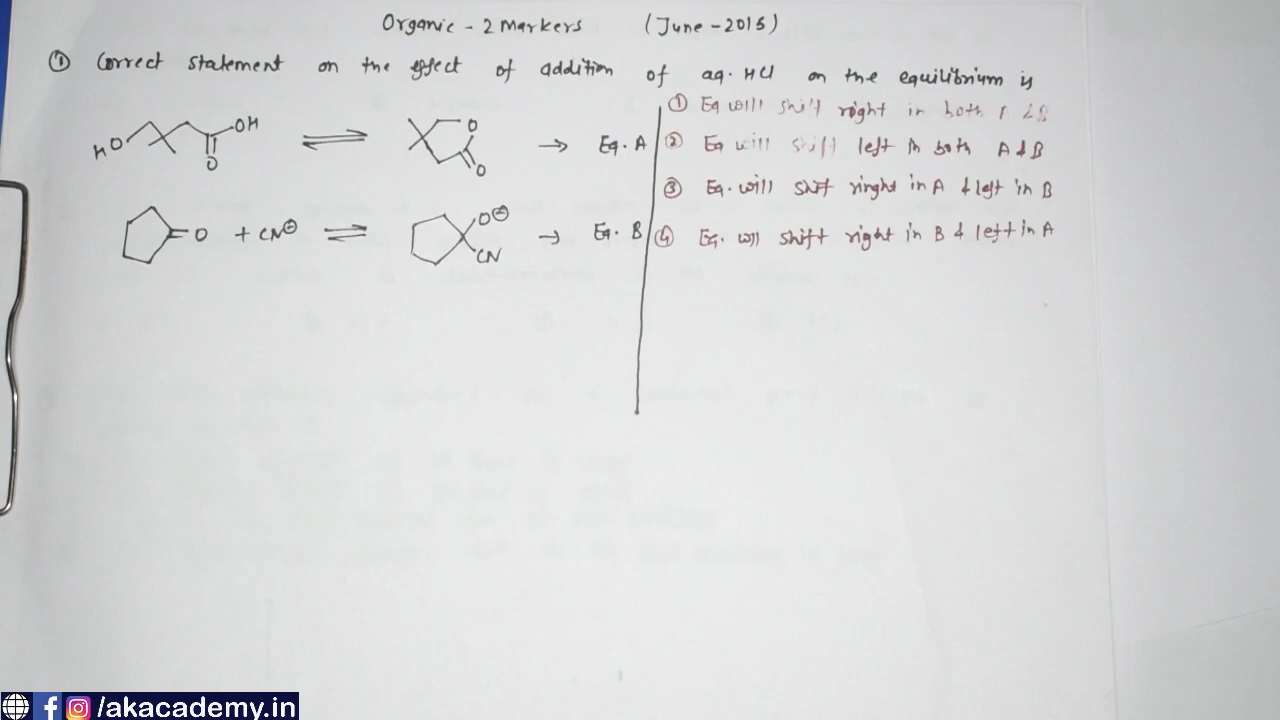 Organic - 2 Markers (June - 2015)
① Correct statement on the effect of addition of aq. HCl on the equilibrium is
① Eq will shift right in both
HO OH O O O → Eq. A
② Eq will shift left in both A & B
③ Eq. will shift ringht in A & left in B
O + CN⊖ O⊖ CN → Eq. B
④ Eq. will shift right in B & left in A
/akacademy.in